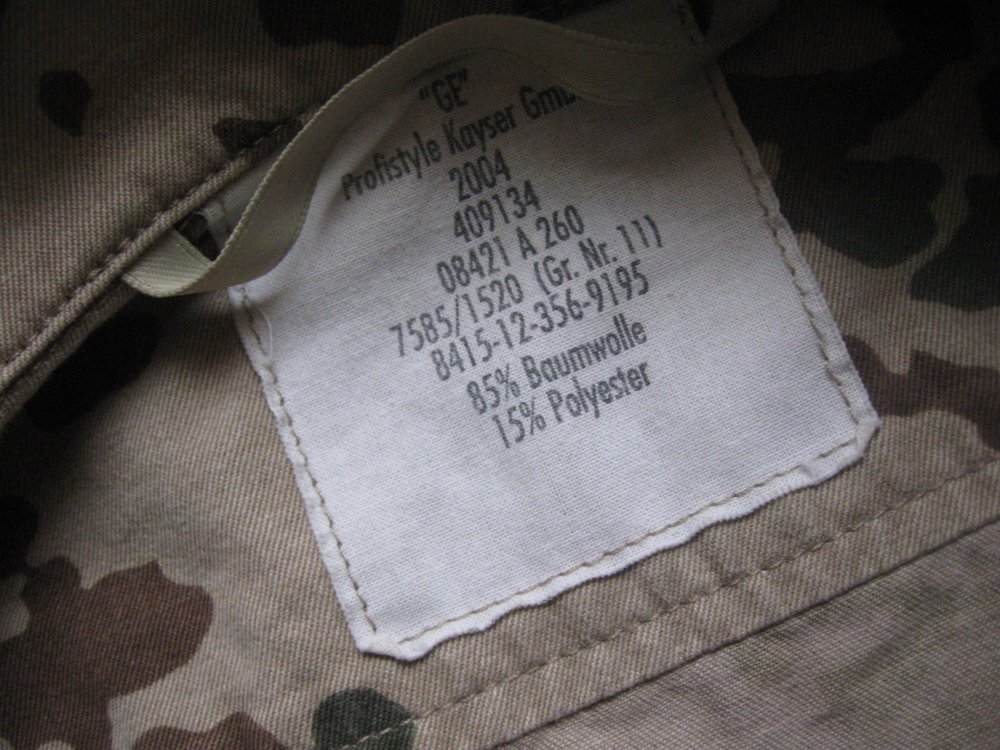 "GE"
Profistyle Kayser Gmb
2004
409134
08421 A 260
7585/1520 (Gr. Nr. 11)
8415-12-356-9195
85% Baumwolle
15% Polyester